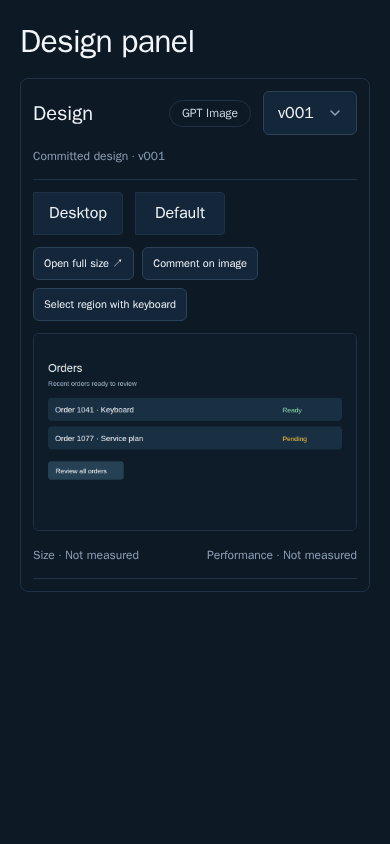 Design panel
Design
GPT Image
v001
Committed design · v001
Desktop
Default
Open full size ↗
Comment on image
Select region with keyboard
Orders
Recent orders ready to review
Order 1041 · Keyboard
Ready
Order 1077 · Service plan
Pending
Review all orders
Size · Not measured
Performance · Not measured